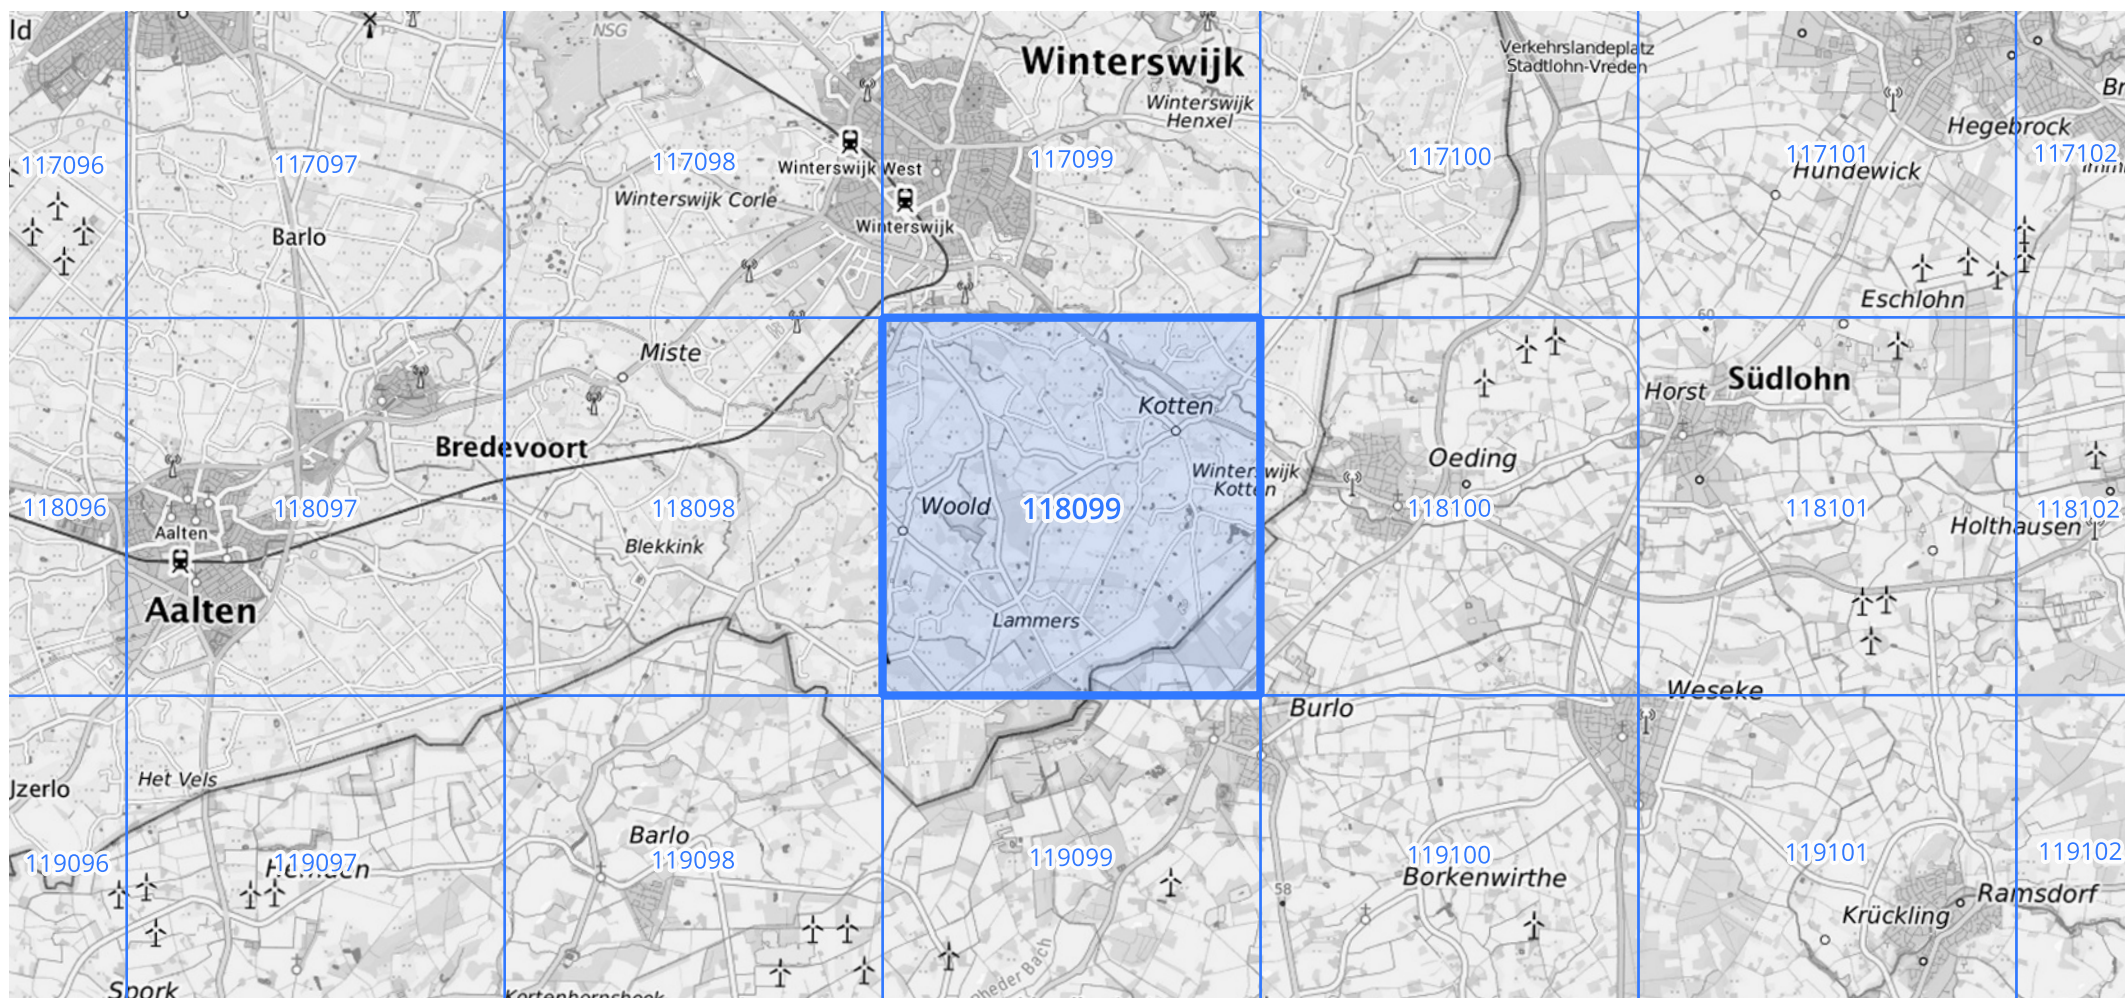 ld
NSG
Winterswijk
Verkehrslandeplatz
Stadtlohn-Vreden
Winterswijk
Henxel
Hegebrock
117096
117097
117098
Winterswijk West
117099
117100
117101
117102
Hundewick
Winterswijk Corle
Winterswijk
Barlo
Eschlohn
60
Miste
Südlohn
Horst
Kotten
Bredevoort
Oeding
Winterswijk
Kotten
118096
118097
118098
Woold
118099
118100
118101
118102
Aalten
Blekkink
Holthausen
Aalten
Lammers
Weseke
Burlo
Jzerlo
Het Vels
Barlo
119096
119097
119098
119099
119100
119101
119102
Borkenwirthe
58
Krückling
Ramsdorf
Spork